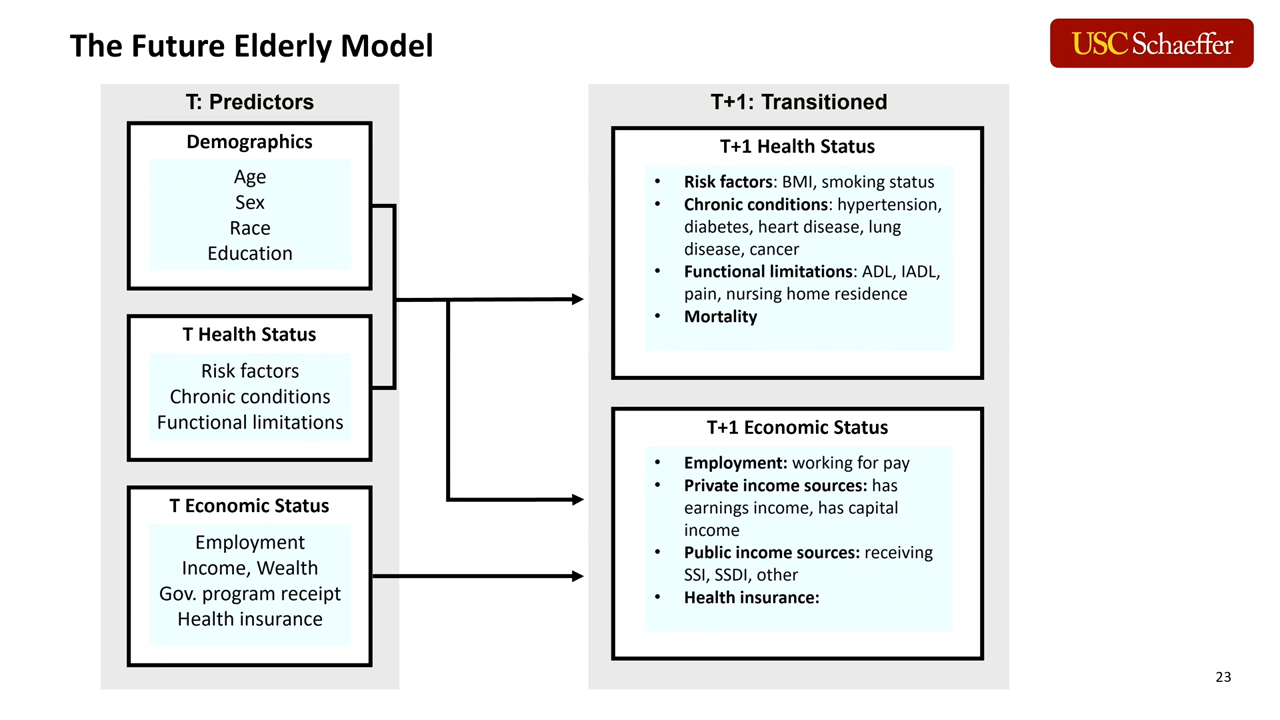 The Future Elderly Model
USC Schaeffer
T: Predictors
Demographics
Age
Sex
Race
Education
T Health Status
Risk factors
Chronic conditions
Functional limitations
T Economic Status
Employment
Income, Wealth
Gov. program receipt
Health insurance
T+1: Transitioned
T+1 Health Status
• Risk factors: BMI, smoking status
• Chronic conditions: hypertension,
diabetes, heart disease, lung
disease, cancer
• Functional limitations: ADL, IADL,
pain, nursing home residence
• Mortality
T+1 Economic Status
• Employment: working for pay
• Private income sources: has
earnings income, has capital
income
• Public income sources: receiving
SSI, SSDI, other
• Health insurance:
23